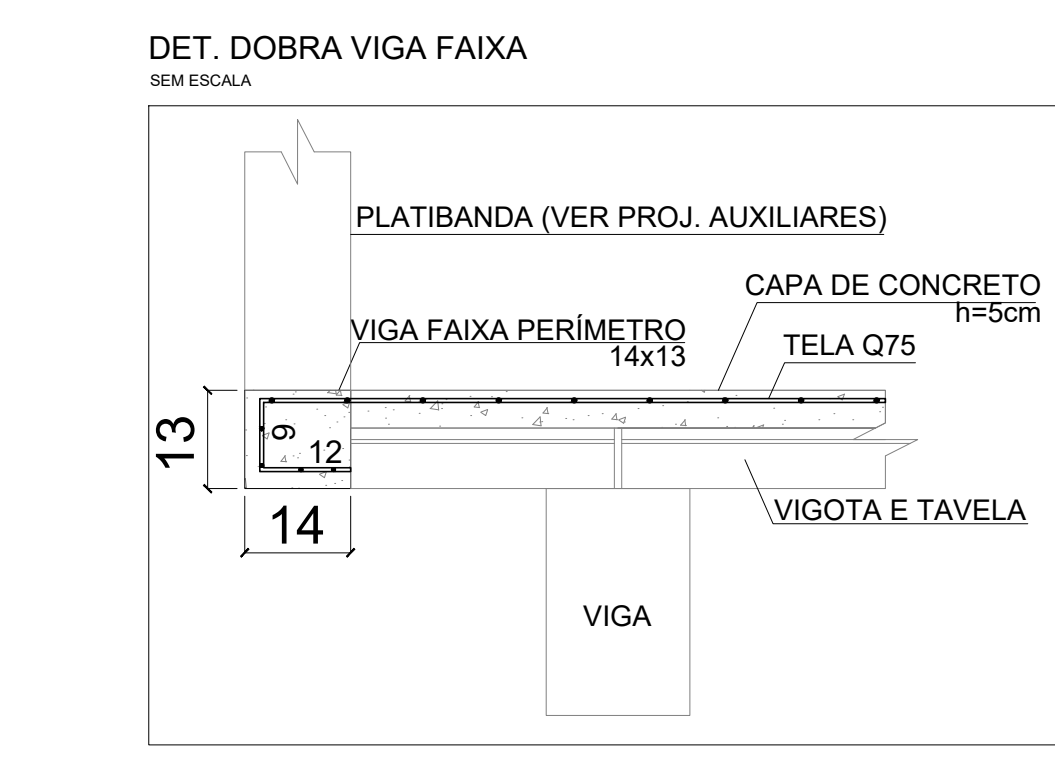 DET. DOBRA VIGA FAIXA
SEM ESCALA
PLATIBANDA (VER PROJ. AUXILIARES)
CAPA DE CONCRETO
h=5cm
VIGA FAIXA PERÍMETRO
14x13
TELA Q75
13
9
12
14
VIGOTA E TAVELA
VIGA